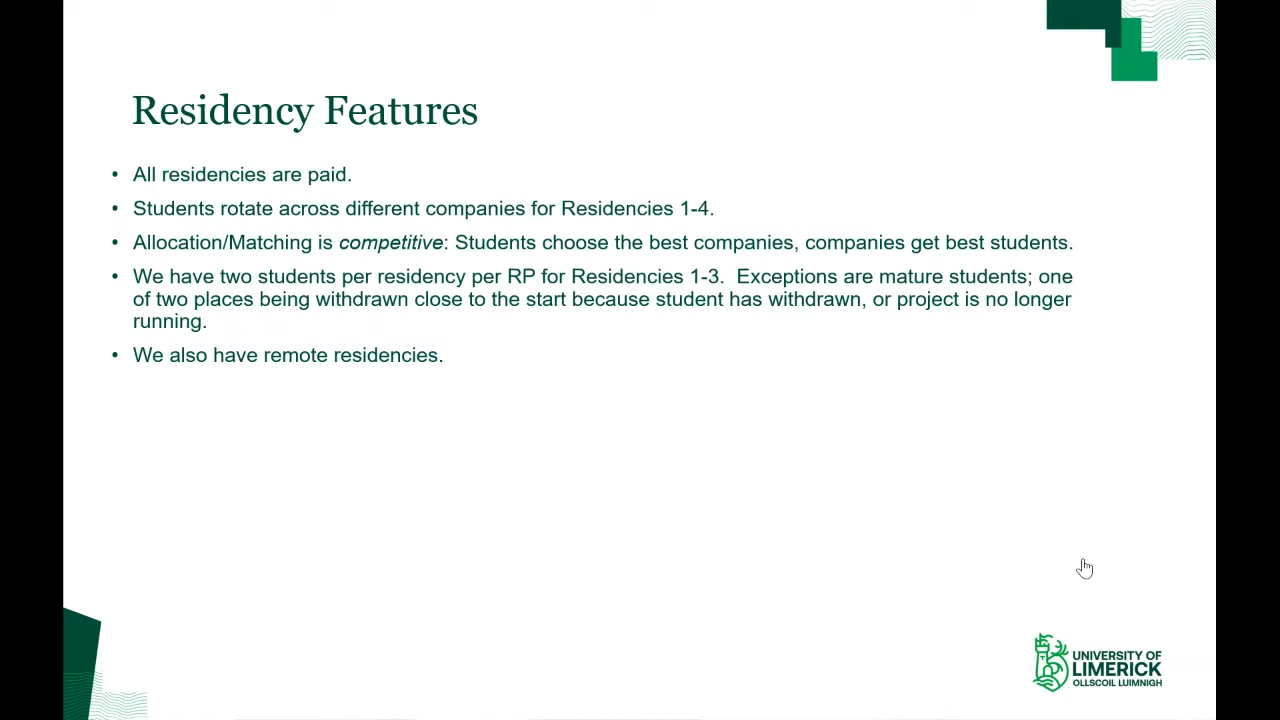 Residency Features
• All residencies are paid.
• Students rotate across different companies for Residencies 1-4.
• Allocation/Matching is competitive: Students choose the best companies, companies get best students.
• We have two students per residency per RP for Residencies 1-3.  Exceptions are mature students; one
of two places being withdrawn close to the start because student has withdrawn, or project is no longer
running.
• We also have remote residencies.
UNIVERSITY OF
LIMERICK
OLLSCOIL LUIMNIGH